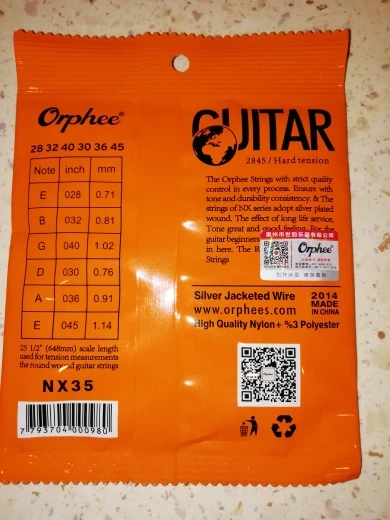 Orphee®
28 32 40 30 36 45
Note inch mm
E 028 0.71
B 032 0.81
G 040 1.02
D 030 0.76
A 036 0.91
E 045 1.14
25 1/2" (648mm) scale length
used for tension measurements
the round wound guitar strings
NX35
7 793704 000980
GUITAR
2845 / Hard tension
The Orphee Strings with strict quality
control in every process. Ensure with
tone and durability consistency. & The
strings of NX series adopt silver plated
wound. The effect of long life service,
Tone great and good feeling. For the
guitar beginners
in here. The R
Strings
Orphee
Silver Jacketed Wire
www.orphees.com
High Quality Nylon+ %3 Polyester
2014
MADE
IN CHINA